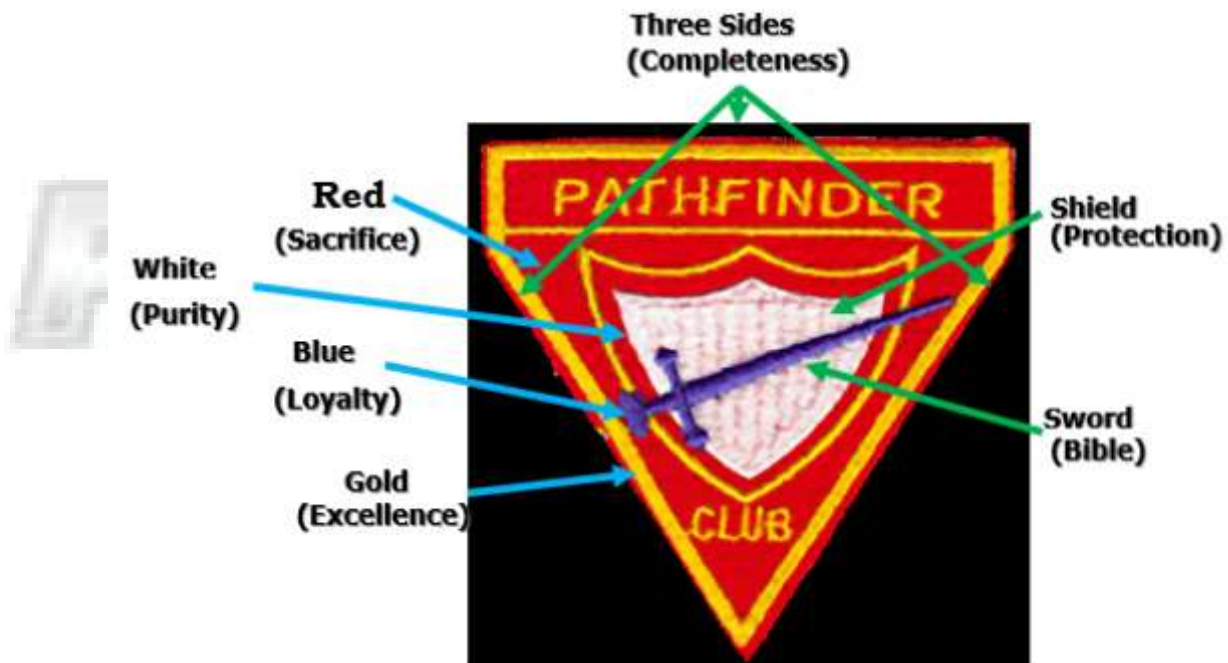 Three Sides
(Completeness)
PATHFINDER
Red
(Sacrifice)
Shield
(Protection)
White
(Purity)
Blue
(Loyalty)
Sword
(Bible)
Gold
(Excellence)
CLUB